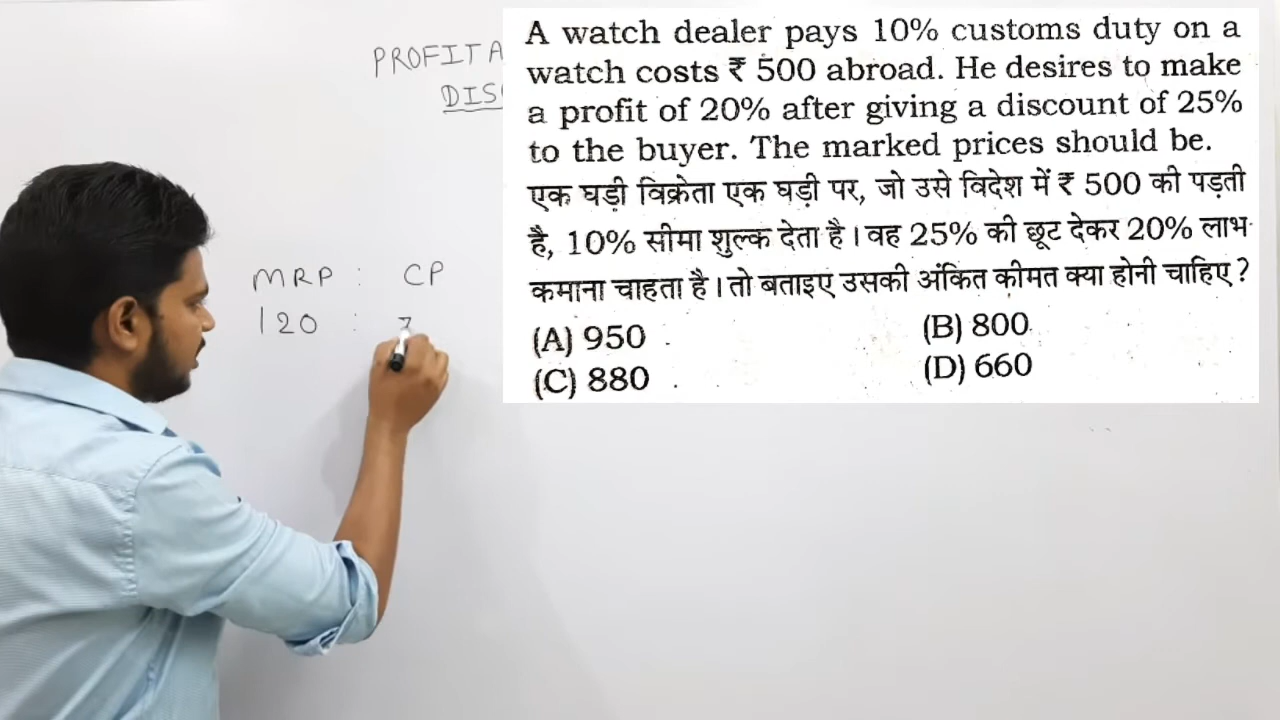 PROFIT A
DISC
A watch dealer pays 10% customs duty on a
watch costs ₹ 500 abroad. He desires to make
a profit of 20% after giving a discount of 25%
to the buyer. The marked prices should be.
एक घड़ी विक्रेता एक घड़ी पर, जो उसे विदेश में ₹ 500 की पड़ती
है, 10% सीमा शुल्क देता है। वह 25% की छूट देकर 20% लाभ
कमाना चाहता है। तो बताइए उसकी अंकित कीमत क्या होनी चाहिए ?
(A) 950 (B) 800
(C) 880 (D) 660
MRP : CP
120 :